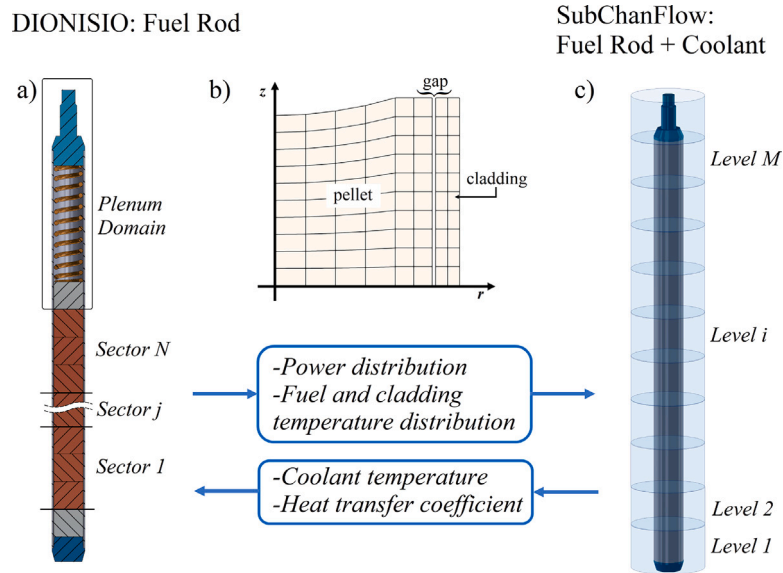 DIONISIO: Fuel Rod
SubChanFlow:
Fuel Rod + Coolant
a)
b)
c)
z
gap
pellet
cladding
r
Plenum
Domain
Sector N
Sector j
Sector 1
-Power distribution
-Fuel and cladding
temperature distribution
-Coolant temperature
-Heat transfer coefficient
Level M
Level i
Level 2
Level 1